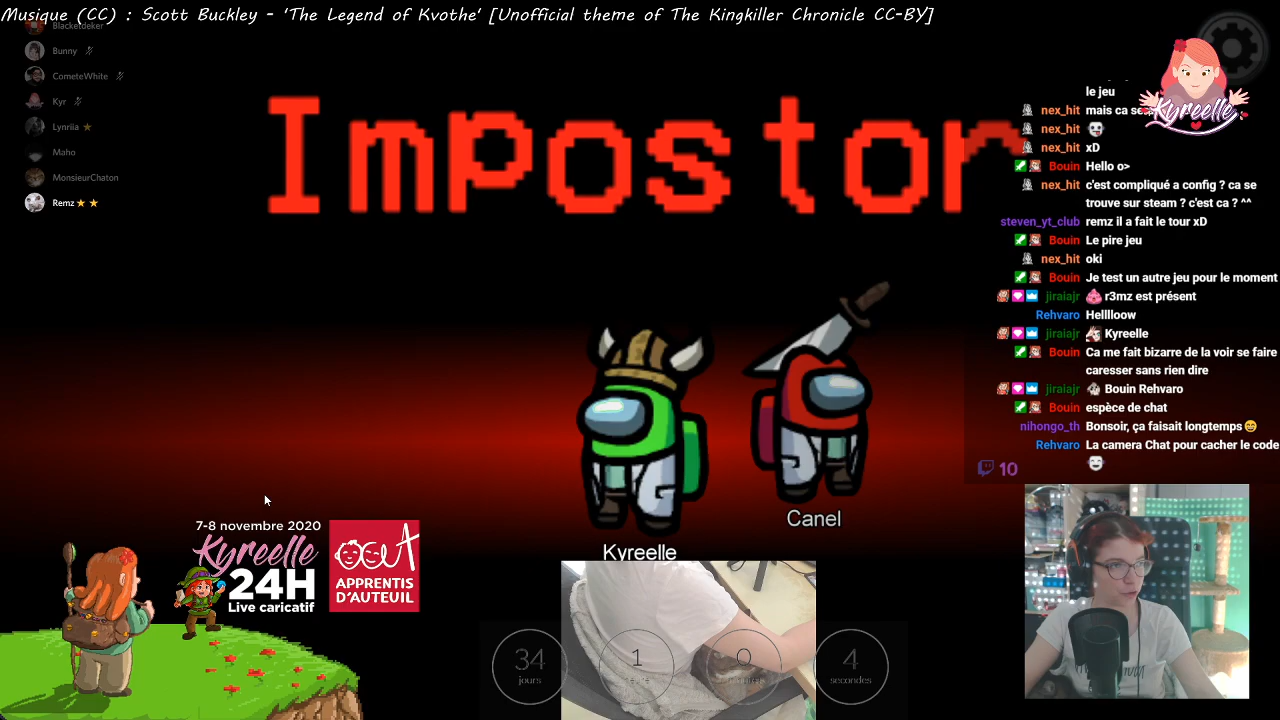 Musique (CC) : Scott Buckley - ‘The Legend of Kvothe’ [Unofficial theme of The Kingkiller Chronicle CC-BY]
Blacketdeker
Bunny
CometeWhite
Kyr
Lynriia
Maho
MonsieurChaton
Remz
Impostor
Kyreelle
Canel
le jeu
nex_hit mais ca se
nex_hit
nex_hit xD
Bouin Hello o>
nex_hit c'est compliqué a config ? ca se
trouve sur steam ? c'est ca ? ^^
steven_yt_club remz il a fait le tour xD
Bouin Le pire jeu
nex_hit oki
Bouin Je test un autre jeu pour le moment
jiraiajr r3mz est présent
Rehvaro Helllloow
jiraiajr Kyreelle
Bouin Ca me fait bizarre de la voir se faire
caresser sans rien dire
jiraiajr Bouin Rehvaro
Bouin espèce de chat
nihongo_th Bonsoir, ça faisait longtemps
Rehvaro La camera Chat pour cacher le code
10
Kyreelle
7-8 novembre 2020
Kyreelle
24H
Live caricatif
APPRENTIS
D'AUTEUIL
34 1 0 4
jours secondes